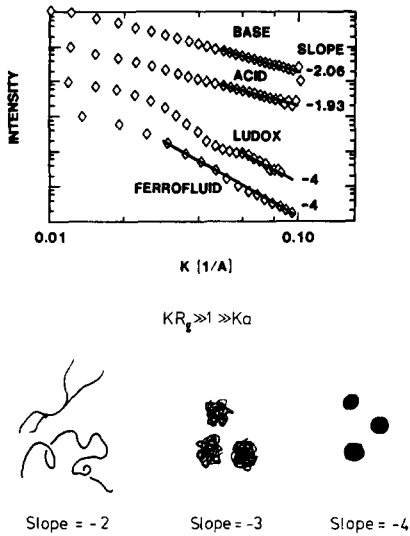 BASE
SLOPE
-2.06
ACID
-1.93
INTENSITY
LUDOX
-4
FERROFLUID
-4
0.01
0.10
K [1/A]
KRg≫1≫Ka
Slope = -2
Slope = -3
Slope = -4